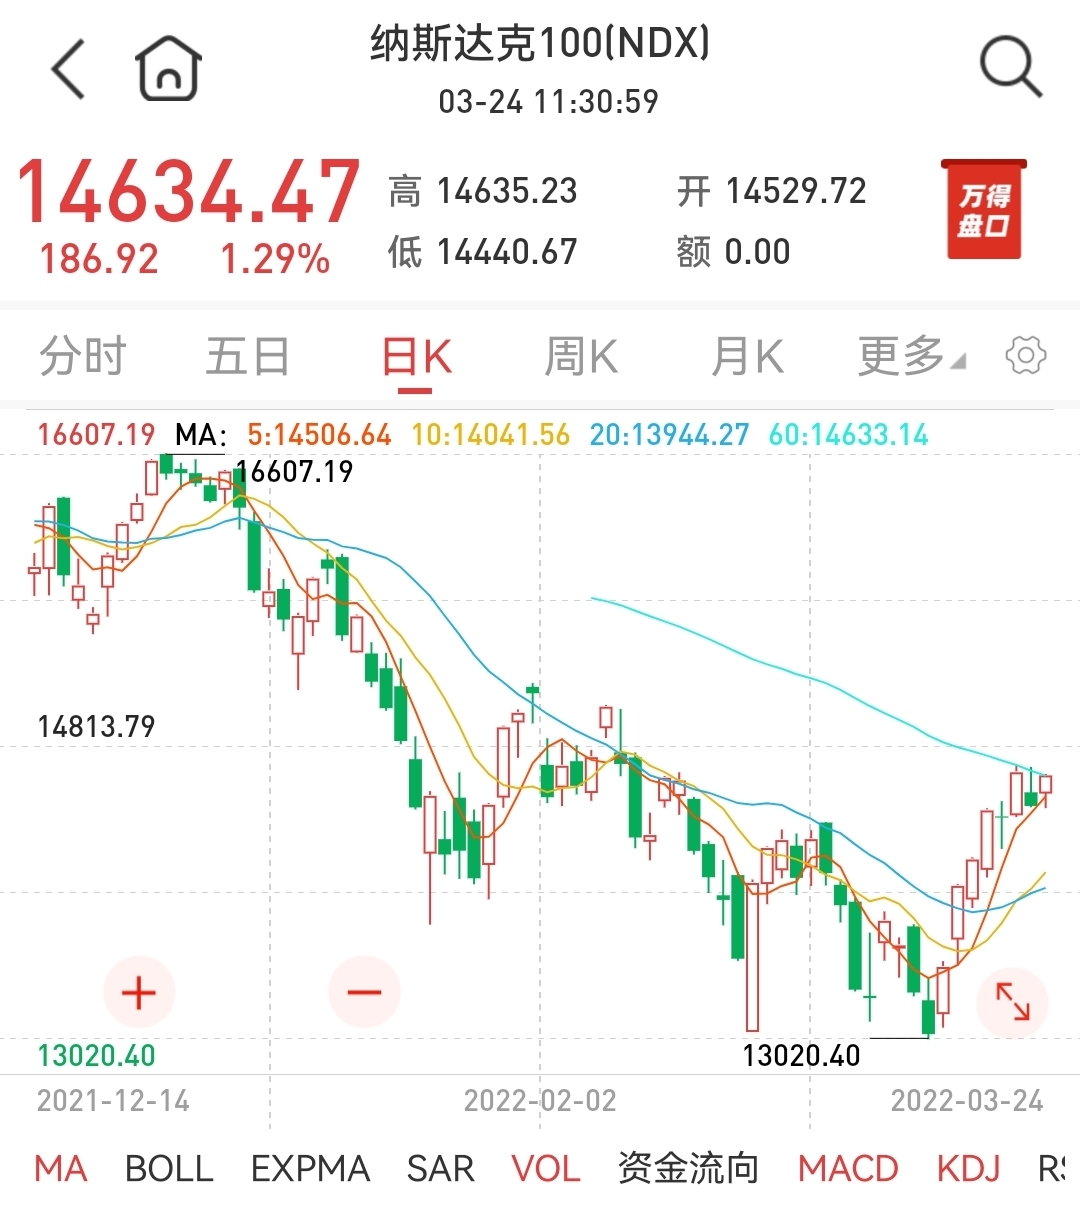 纳斯达克100(NDX)
03-24 11:30:59
14634.47
186.92 1.29%
高 14635.23 开 14529.72
低 14440.67 额 0.00
万得
盘口
分时 五日 日K 周K 月K 更多
16607.19 MA: 5:14506.64 10:14041.56 20:13944.27 60:14633.14
16607.19
14813.79
13020.40 13020.40
2021-12-14 2022-02-02 2022-03-24
MA BOLL EXPMA SAR VOL 资金流向 MACD KDJ